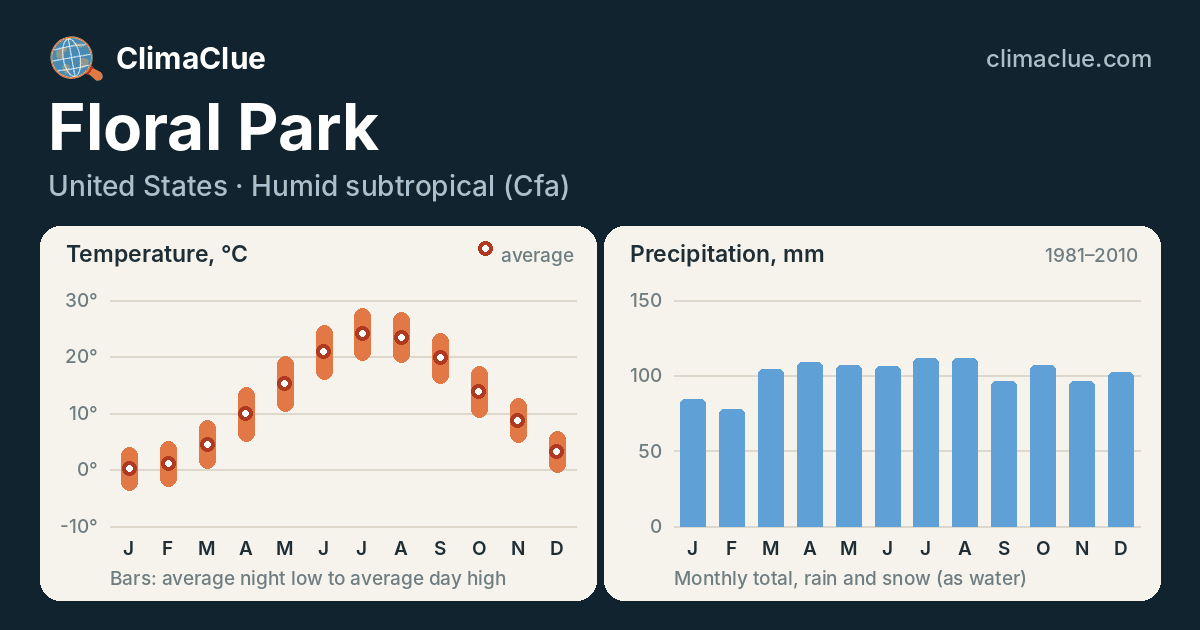 ClimaClue
climaclue.com
Floral Park
United States · Humid subtropical (Cfa)
Temperature, °C
average
30°
20°
10°
0°
-10°
J F M A M J J A S O N D
Bars: average night low to average day high
Precipitation, mm
1981–2010
150
100
50
0
J F M A M J J A S O N D
Monthly total, rain and snow (as water)